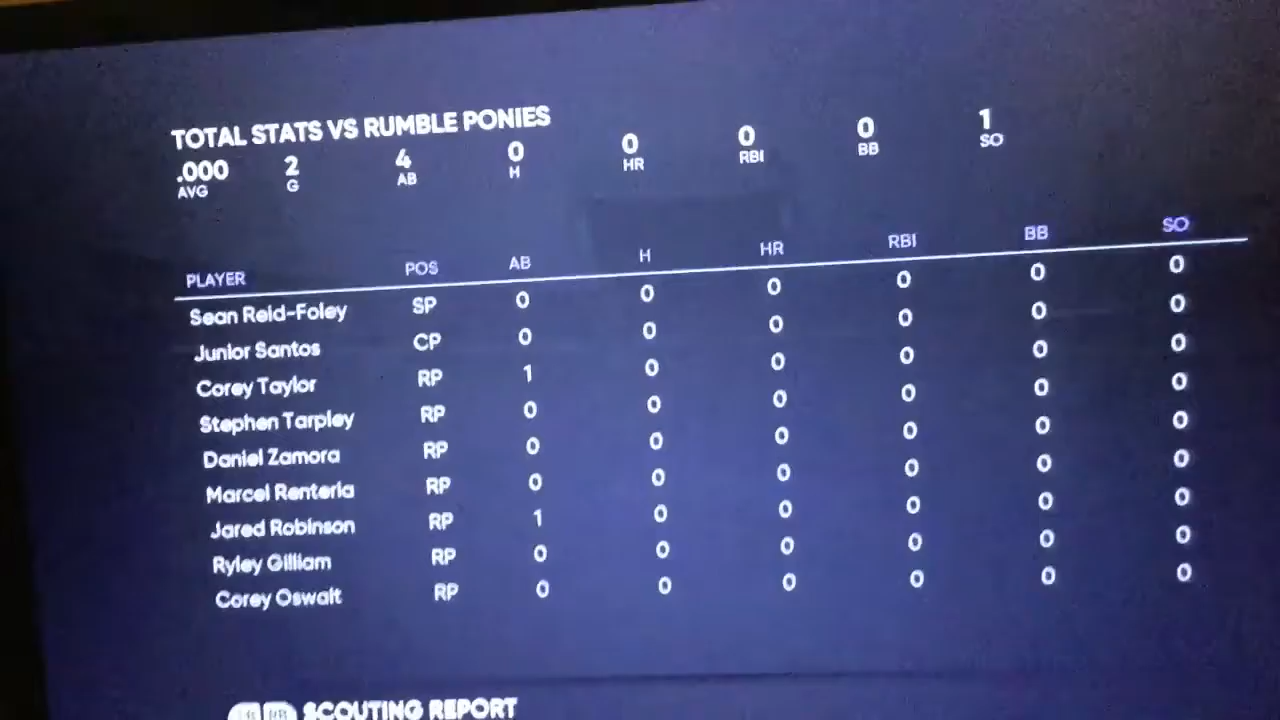 TOTAL STATS VS RUMBLE PONIES
.000 2 4 0 0 0 0 1
AVG G AB H HR RBI BB SO
PLAYER POS AB H HR RBI BB SO
Sean Reid-Foley SP 0 0 0 0 0 0
Junior Santos CP 0 0 0 0 0 0
Corey Taylor RP 1 0 0 0 0 0
Stephen Tarpley RP 0 0 0 0 0 0
Daniel Zamora RP 0 0 0 0 0 0
Marcel Renteria RP 0 0 0 0 0 0
Jared Robinson RP 1 0 0 0 0 0
Ryley Gilliam RP 0 0 0 0 0 0
Corey Oswalt RP 0 0 0 0 0 0
SCOUTING REPORT